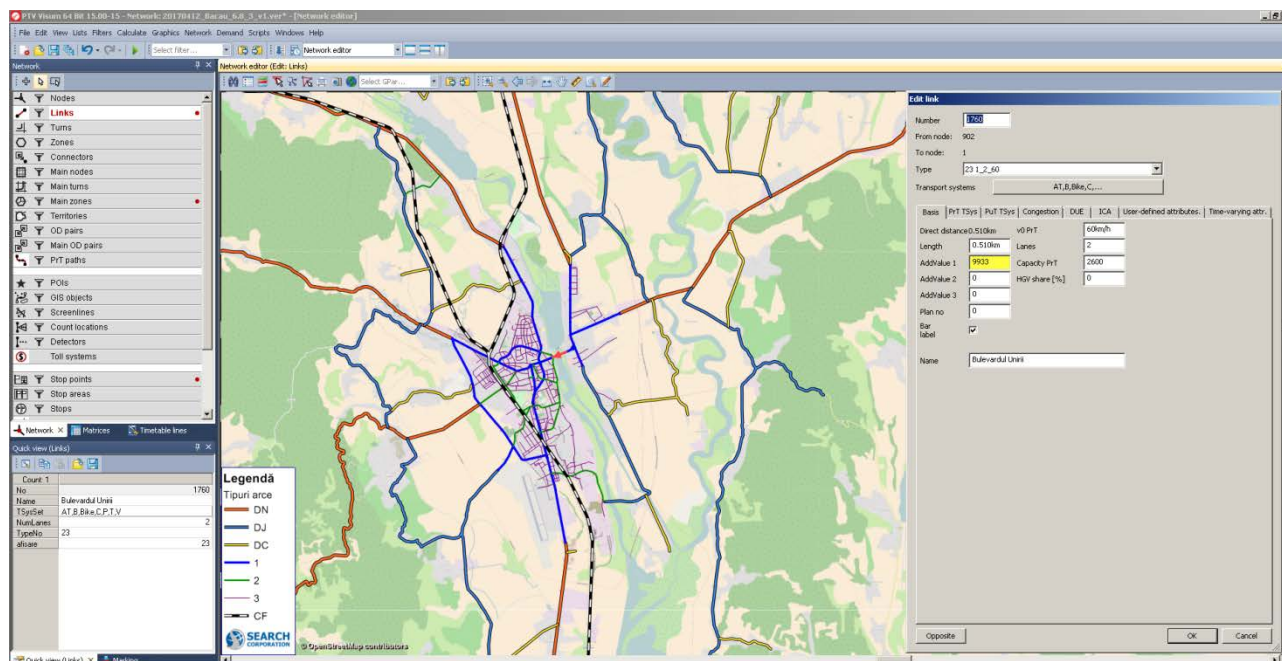 PTV Visum 64 Bit 15.00-15 - Network: 20170412_Bacau_6.0_3_v1.ver* - [Network editor]
File Edit View Lists Filters Calculate Graphics Network Demand Scripts Windows Help
Select filter...
Network editor
Network
Network editor (Edit: Links)
Select GPar...
Nodes
Links
Turns
Zones
Connectors
Main nodes
Main turns
Main zones
Territories
OD pairs
Main OD pairs
PrT paths
POIs
GIS objects
Screenlines
Count locations
Detectors
Toll systems
Stop points
Stop areas
Stops
Network
Matrices
Timetable lines
Quick view (Links)
Count: 1
No 1760
Name Bulevardul Unirii
TSysSet AT,B,Bike,C,P,T,V
NumLanes 2
TypeNo 23
afisare 23
Quick view (Links)
Marking
Legendă
Tipuri arce
DN
DJ
DC
1
2
3
CF
SEARCH
CORPORATION
© OpenStreetMap contributors
Edit link
Number 1760
From node: 902
To node: 1
Type 23 1_2_60
Transport systems AT,B,Bike,C,...
Basis PrT TSys PuT TSys Congestion DUE ICA User-defined attributes. Time-varying attr.
Direct distance 0.510km v0 PrT 60km/h
Length 0.510km Lanes 2
AddValue 1 9933 Capacity PrT 2600
AddValue 2 0 HGV share [%] 0
AddValue 3 0
Plan no 0
Bar
label
Name Bulevardul Unirii
Opposite OK Cancel